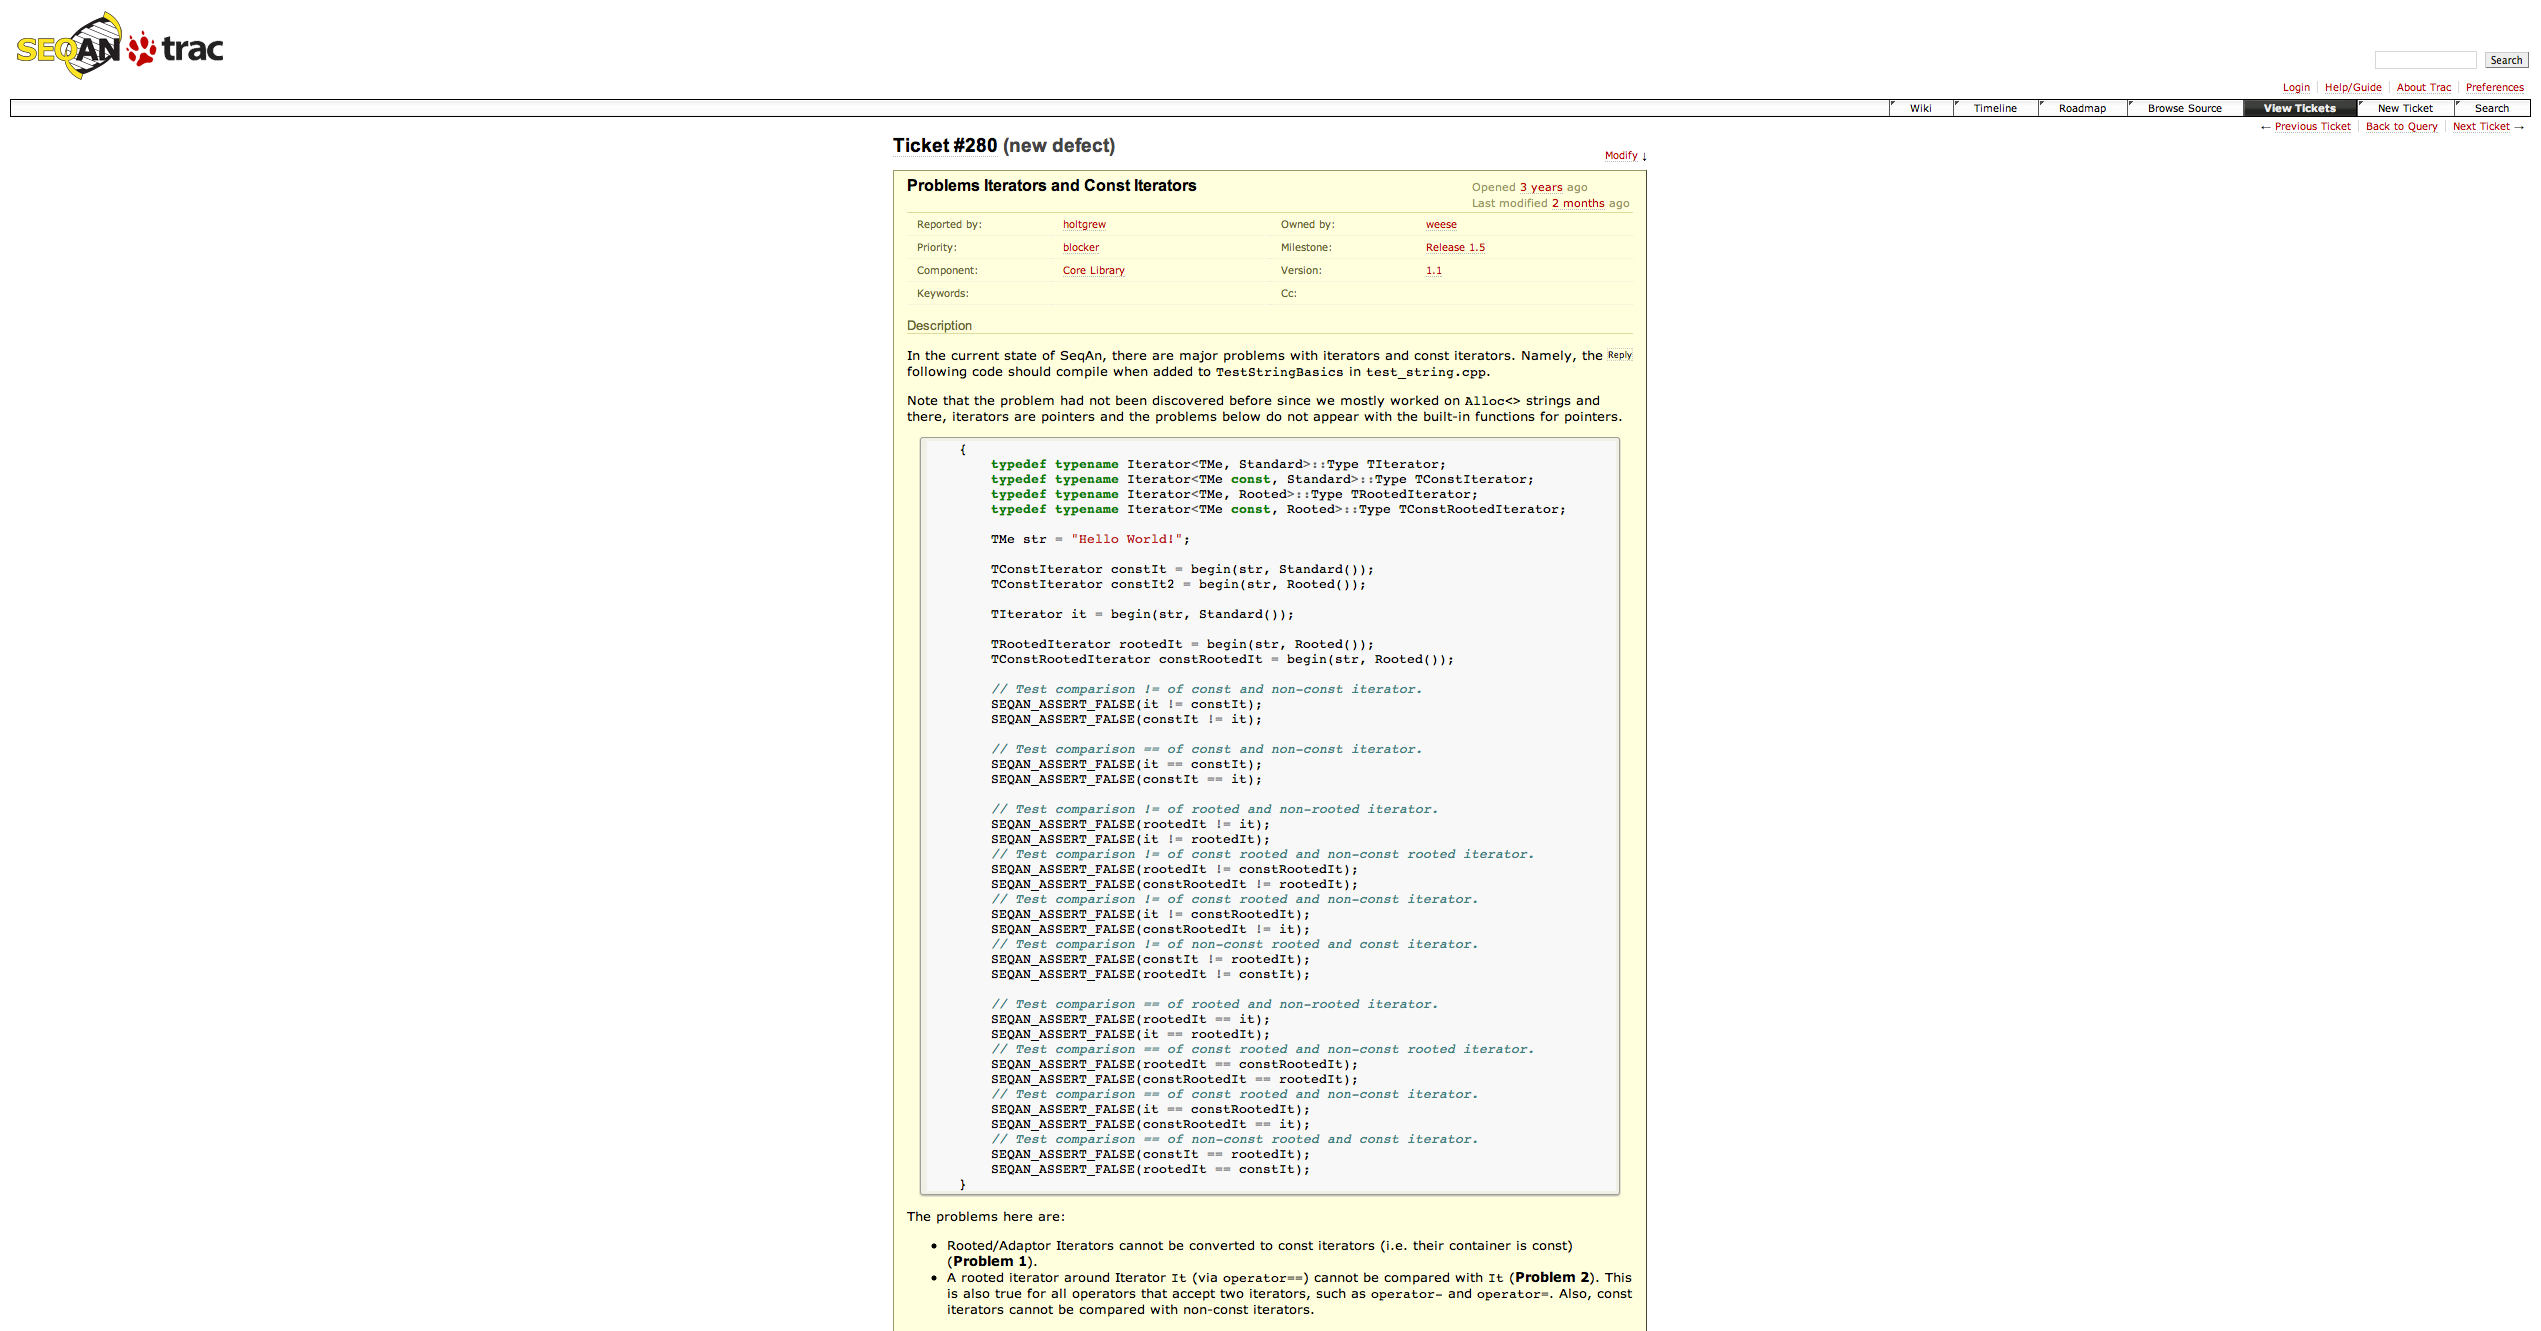 SEQAN trac
Search
Login Help/Guide About Trac Preferences
Wiki Timeline Roadmap Browse Source View Tickets New Ticket Search
← Previous Ticket Back to Query Next Ticket →
Ticket #280 (new defect)
Modify ↓
Problems Iterators and Const Iterators
Opened 3 years ago
Last modified 2 months ago
Reported by: holtgrew Owned by: weese
Priority: blocker Milestone: Release 1.5
Component: Core Library Version: 1.1
Keywords: Cc:
Description
In the current state of SeqAn, there are major problems with iterators and const iterators. Namely, the Reply
following code should compile when added to TestStringBasics in test_string.cpp.
Note that the problem had not been discovered before since we mostly worked on Alloc<> strings and
there, iterators are pointers and the problems below do not appear with the built-in functions for pointers.
{
typedef typename Iterator<TMe, Standard>::Type TIterator;
typedef typename Iterator<TMe const, Standard>::Type TConstIterator;
typedef typename Iterator<TMe, Rooted>::Type TRootedIterator;
typedef typename Iterator<TMe const, Rooted>::Type TConstRootedIterator;
TMe str = "Hello World!";
TConstIterator constIt = begin(str, Standard());
TConstIterator constIt2 = begin(str, Rooted());
TIterator it = begin(str, Standard());
TRootedIterator rootedIt = begin(str, Rooted());
TConstRootedIterator constRootedIt = begin(str, Rooted());
// Test comparison != of const and non-const iterator.
SEQAN_ASSERT_FALSE(it != constIt);
SEQAN_ASSERT_FALSE(constIt != it);
// Test comparison == of const and non-const iterator.
SEQAN_ASSERT_FALSE(it == constIt);
SEQAN_ASSERT_FALSE(constIt == it);
// Test comparison != of rooted and non-rooted iterator.
SEQAN_ASSERT_FALSE(rootedIt != it);
SEQAN_ASSERT_FALSE(it != rootedIt);
// Test comparison != of const rooted and non-const rooted iterator.
SEQAN_ASSERT_FALSE(rootedIt != constRootedIt);
SEQAN_ASSERT_FALSE(constRootedIt != rootedIt);
// Test comparison != of const rooted and non-const iterator.
SEQAN_ASSERT_FALSE(it != constRootedIt);
SEQAN_ASSERT_FALSE(constRootedIt != it);
// Test comparison != of non-const rooted and const iterator.
SEQAN_ASSERT_FALSE(constIt != rootedIt);
SEQAN_ASSERT_FALSE(rootedIt != constIt);
// Test comparison == of rooted and non-rooted iterator.
SEQAN_ASSERT_FALSE(rootedIt == it);
SEQAN_ASSERT_FALSE(it == rootedIt);
// Test comparison == of const rooted and non-const rooted iterator.
SEQAN_ASSERT_FALSE(rootedIt == constRootedIt);
SEQAN_ASSERT_FALSE(constRootedIt == rootedIt);
// Test comparison == of const rooted and non-const iterator.
SEQAN_ASSERT_FALSE(it == constRootedIt);
SEQAN_ASSERT_FALSE(constRootedIt == it);
// Test comparison == of non-const rooted and const iterator.
SEQAN_ASSERT_FALSE(constIt == rootedIt);
SEQAN_ASSERT_FALSE(rootedIt == constIt);
}
The problems here are:
• Rooted/Adaptor Iterators cannot be converted to const iterators (i.e. their container is const)
(Problem 1).
• A rooted iterator around Iterator It (via operator==) cannot be compared with It (Problem 2). This
is also true for all operators that accept two iterators, such as operator- and operator=. Also, const
iterators cannot be compared with non-const iterators.